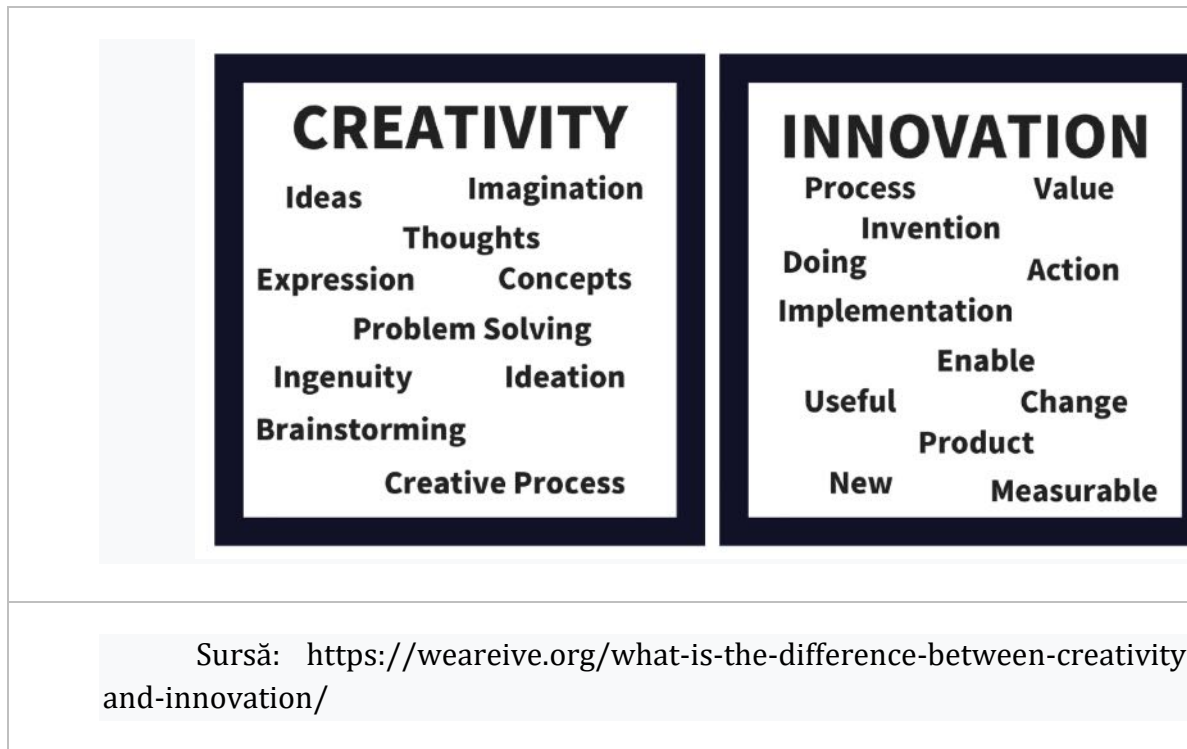 CREATIVITY
Ideas Imagination
Thoughts
Expression Concepts
Problem Solving
Ingenuity Ideation
Brainstorming
Creative Process
INNOVATION
Process Value
Invention
Doing Action
Implementation
Enable
Useful Change
Product
New Measurable
Sursă: https://weareive.org/what-is-the-difference-between-creativity
and-innovation/